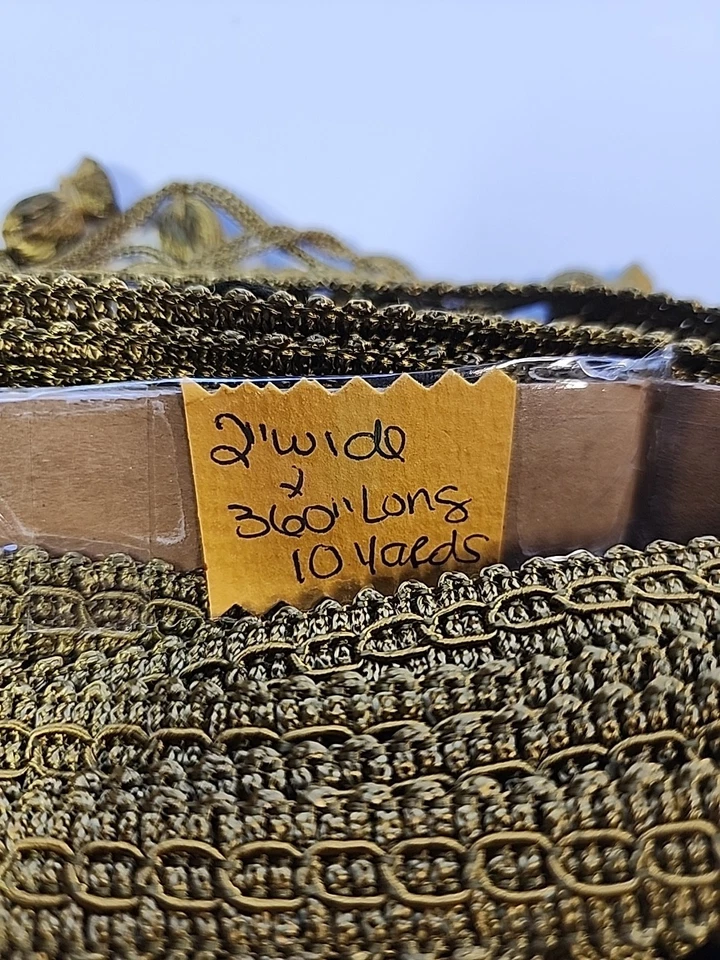 2" wide
x
360" Long
10 Yards